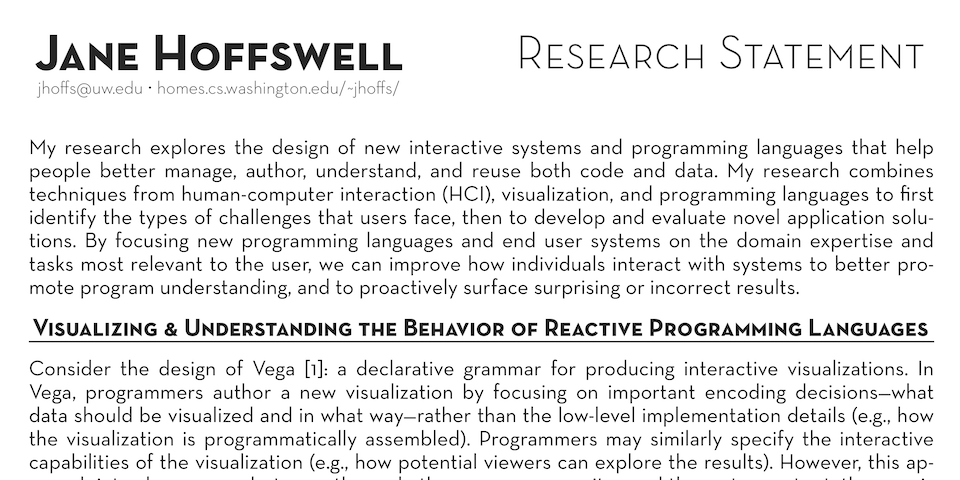 JANE HOFFSWELL
RESEARCH STATEMENT
jhoffs@uw.edu · homes.cs.washington.edu/~jhoffs/
My research explores the design of new interactive systems and programming languages that help
people better manage, author, understand, and reuse both code and data. My research combines
techniques from human-computer interaction (HCI), visualization, and programming languages to first
identify the types of challenges that users face, then to develop and evaluate novel application solu-
tions. By focusing new programming languages and end user systems on the domain expertise and
tasks most relevant to the user, we can improve how individuals interact with systems to better pro-
mote program understanding, and to proactively surface surprising or incorrect results.
VISUALIZING & UNDERSTANDING THE BEHAVIOR OF REACTIVE PROGRAMMING LANGUAGES
Consider the design of Vega [1]: a declarative grammar for producing interactive visualizations. In
Vega, programmers author a new visualization by focusing on important encoding decisions—what
data should be visualized and in what way—rather than the low-level implementation details (e.g., how
the visualization is programmatically assembled). Programmers may similarly specify the interactive
capabilities of the visualization (e.g., how potential viewers can explore the results). However, this ap-